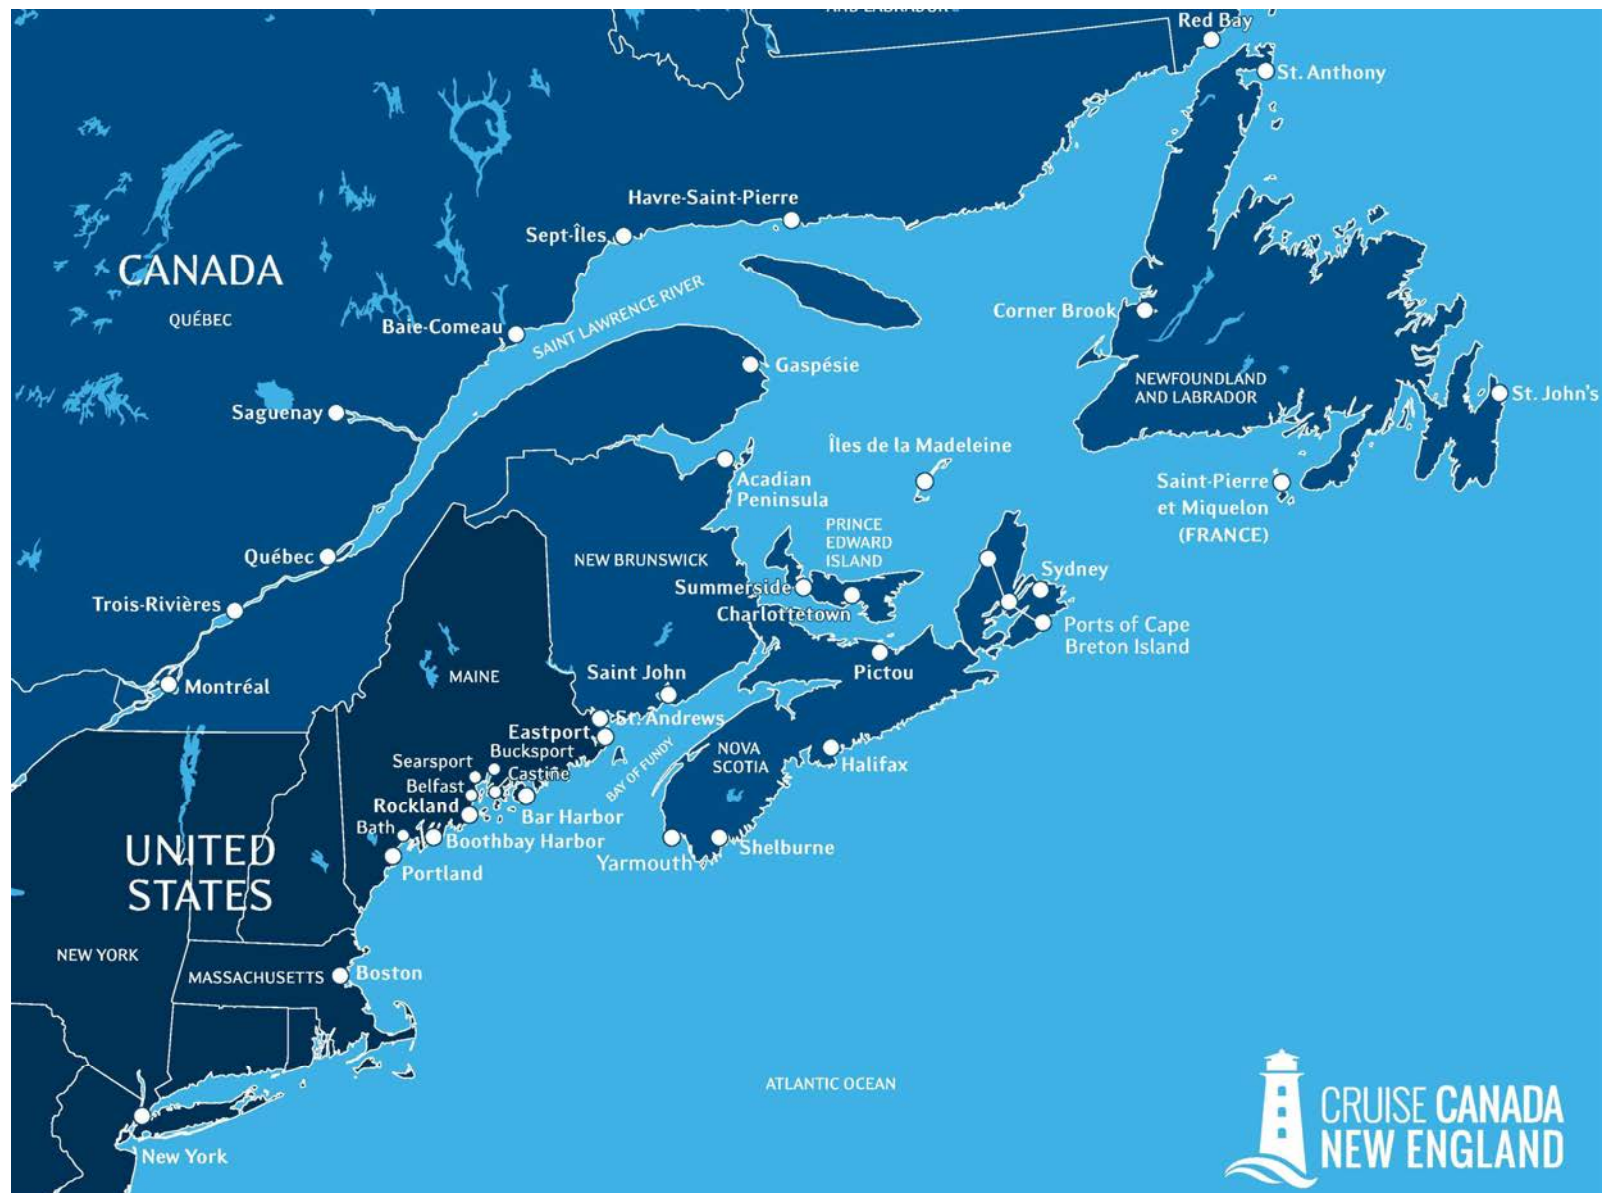 AND LABRADOR
Red Bay
St. Anthony
Havre-Saint-Pierre
Sept-Îles
CANADA
QUÉBEC
SAINT LAWRENCE RIVER
Baie-Comeau
Corner Brook
Gaspésie
NEWFOUNDLAND
AND LABRADOR
St. John's
Saguenay
Îles de la Madeleine
Acadian
Peninsula
Saint-Pierre
et Miquelon
(FRANCE)
PRINCE
EDWARD
ISLAND
Québec
NEW BRUNSWICK
Summerside
Sydney
Trois-Rivières
Charlottetown
Ports of Cape
Breton Island
Montréal
MAINE
Saint John
Pictou
St. Andrews
Eastport
Bucksport
Searsport
Castine
Belfast
BAY OF FUNDY
NOVA
SCOTIA
Halifax
Rockland
Bar Harbor
Bath
Boothbay Harbor
Shelburne
Yarmouth
Portland
UNITED
STATES
NEW YORK
MASSACHUSETTS
Boston
ATLANTIC OCEAN
New York
CRUISE CANADA
NEW ENGLAND